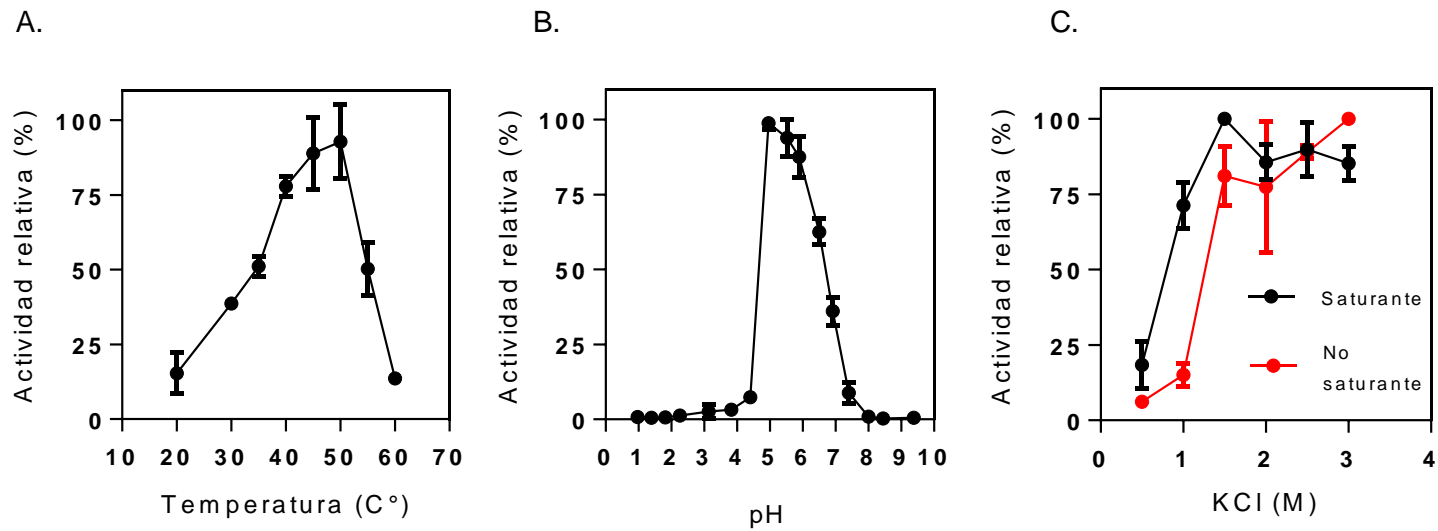 A.
B.
C.
Actividad relativa (%)
100
75
50
25
0
10 20 30 40 50 60 70
Temperatura (C°)
Actividad relativa (%)
100
75
50
25
0
0 1 2 3 4 5 6 7 8 9 10
pH
Actividad relativa (%)
100
75
50
25
0
0 1 2 3 4
KCl (M)
Saturante
No
saturante